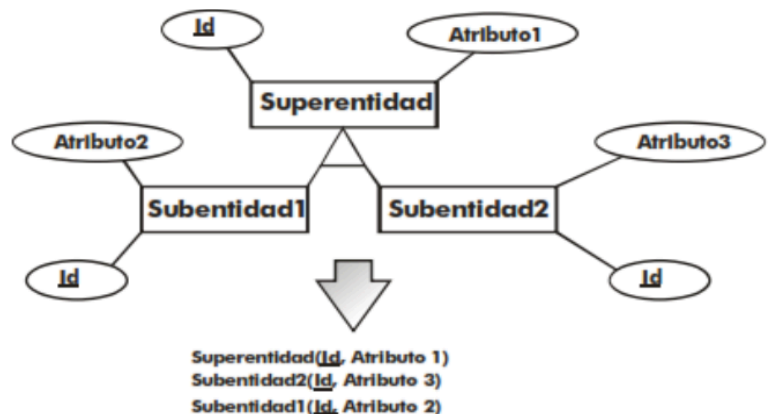 Id
Atributo1
Superentidad
Atributo2
Atributo3
Subentidad1
Subentidad2
Id
Id
Superentidad(Id, Atributo 1)
Subentidad2(Id, Atributo 3)
Subentidad1(Id, Atributo 2)